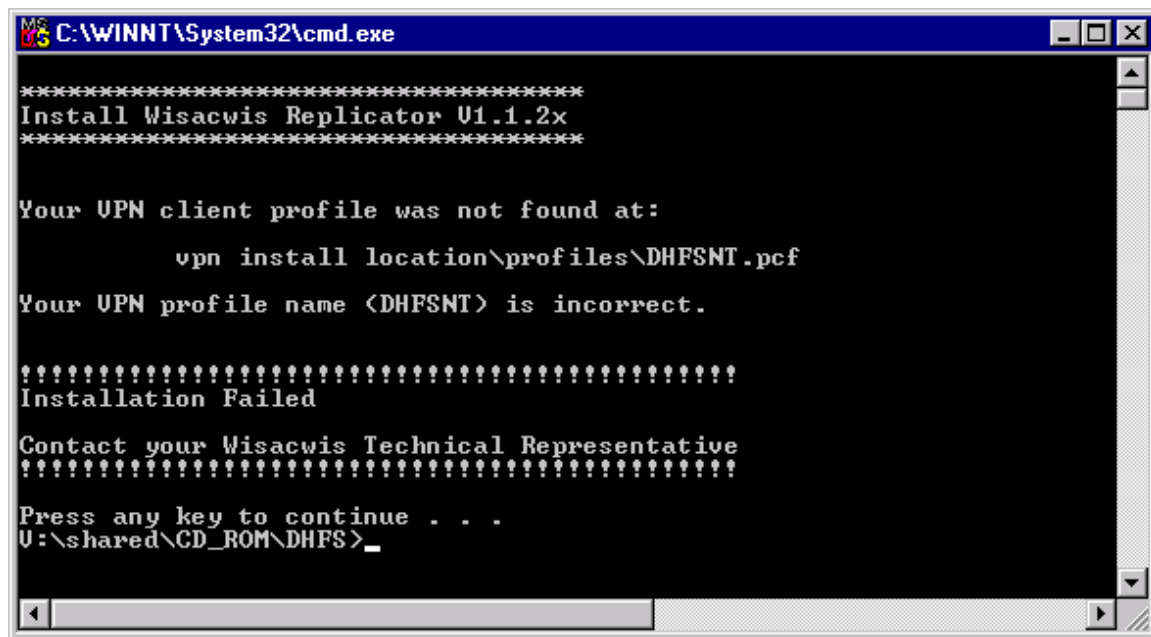 C:\WINNT\System32\cmd.exe
************************************
Install Wisacwis Replicator V1.1.2x
************************************
Your VPN client profile was not found at:
vpn install location\profiles\DHFSNT.pcf
Your VPN profile name <DHFSNT> is incorrect.
!!!!!!!!!!!!!!!!!!!!!!!!!!!!!!!!!!!!!!!!!!!!!!
Installation Failed
Contact your Wisacwis Technical Representative
!!!!!!!!!!!!!!!!!!!!!!!!!!!!!!!!!!!!!!!!!!!!!!
Press any key to continue . . .
V:\shared\CD_ROM\DHFS>_